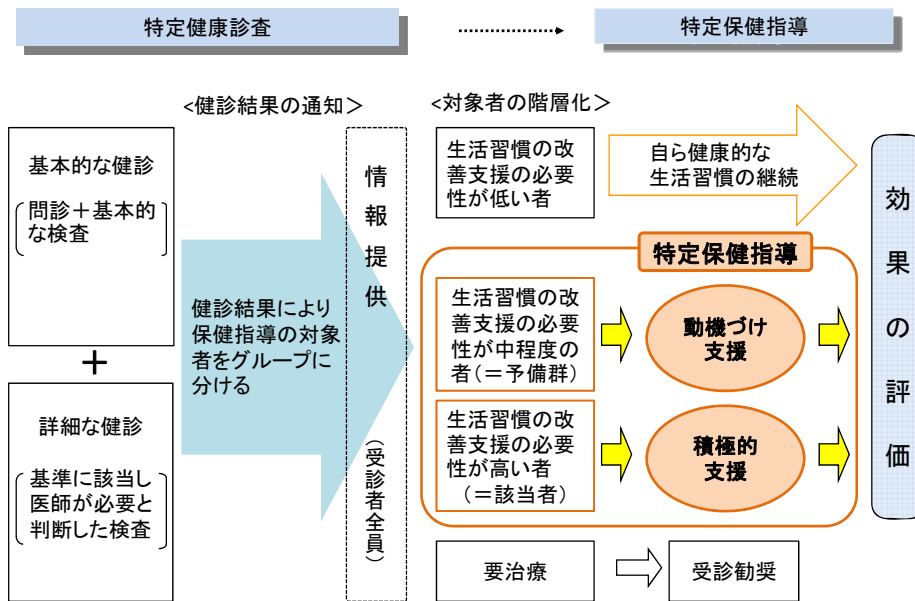 特定健康診査
特定保健指導
<健診結果の通知>
<対象者の階層化>
基本的な健診
問診+基本的
な検査
+
詳細な健診
基準に該当し
医師が必要と
判断した検査
健診結果により
保健指導の対象
者をグループに
分ける
情報提供
(受診者全員)
生活習慣の改
善支援の必要
性が低い者
自ら健康的な
生活習慣の継続
特定保健指導
生活習慣の改
善支援の必要
性が中程度の
者(=予備群)
動機づけ
支援
生活習慣の改
善支援の必要
性が高い者
(=該当者)
積極的
支援
要治療
受診勧奨
効果の評価